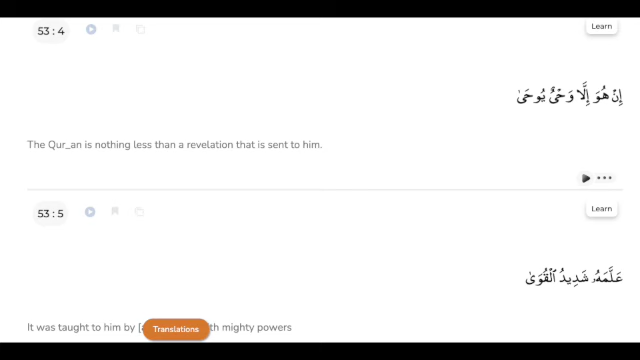 53 : 4
Learn
إِنْ هُوَ إِلَّا وَحْىٌ يُوحَىٰ
The Qur_an is nothing less than a revelation that is sent to him.
53 : 5
Learn
عَلَّمَهُۥ شَدِيدُ ٱلْقُوَىٰ
It was taught to him by mighty powers
Translations